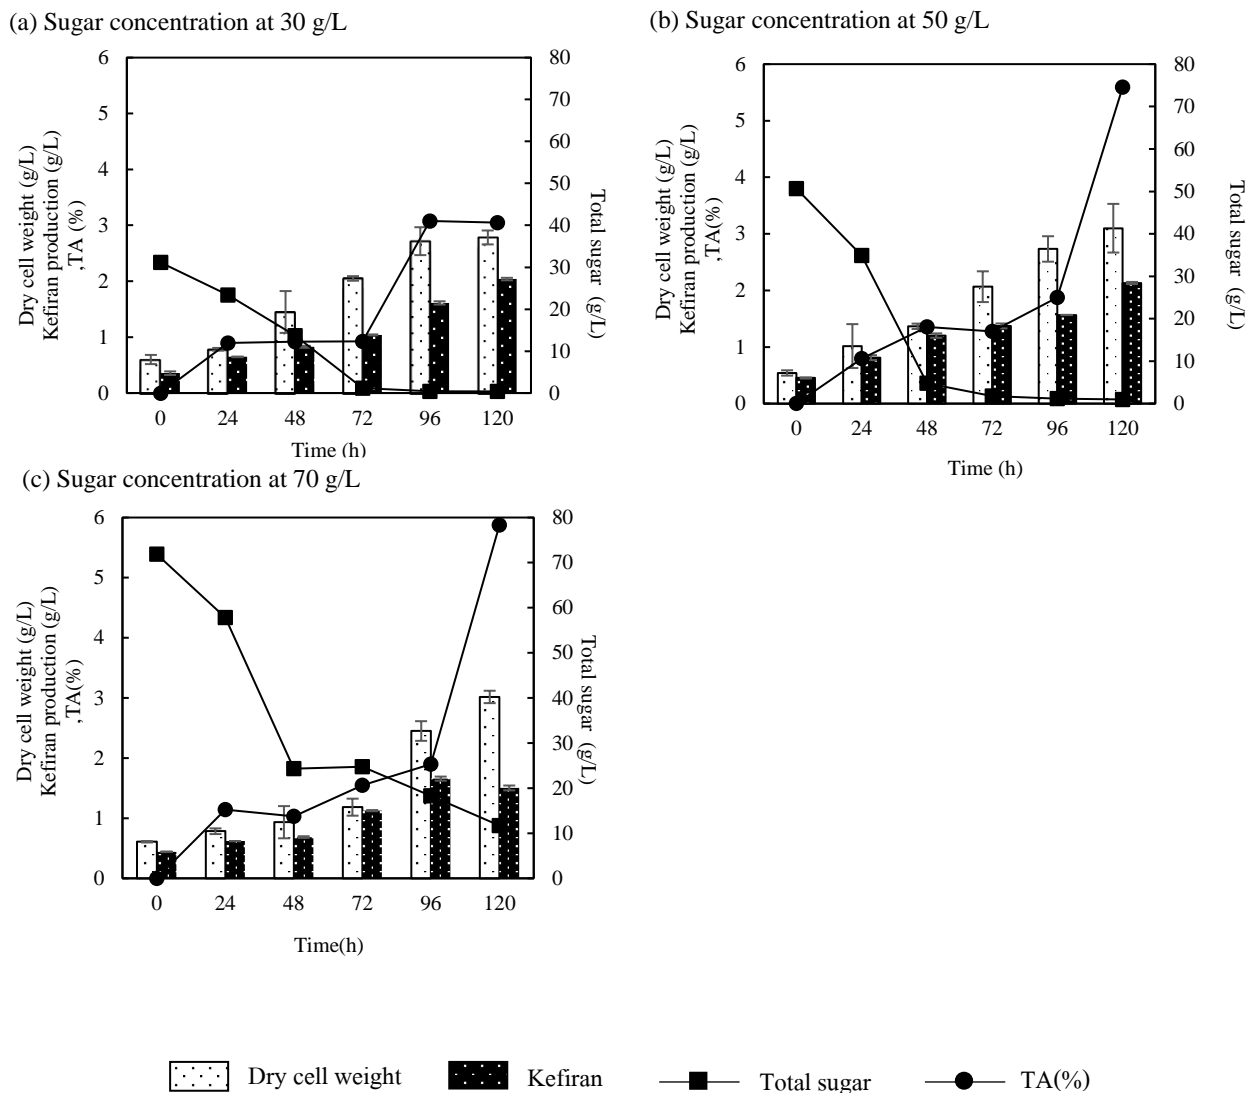 (a) Sugar concentration at 30 g/L
Dry cell weight (g/L)
Kefiran production (g/L)
,TA (%)
6
5
4
3
2
1
0
80
70
60
50
40
30
20
10
0
Total sugar (g/L)
0 24 48 72 96 120
Time (h)
(b) Sugar concentration at 50 g/L
Dry cell weight (g/L)
Kefiran production (g/L)
,TA(%)
6
5
4
3
2
1
0
80
70
60
50
40
30
20
10
0
Total sugar (g/L)
0 24 48 72 96 120
Time (h)
(c) Sugar concentration at 70 g/L
Dry cell weight (g/L)
Kefiran production (g/L)
,TA(%)
6
5
4
3
2
1
0
80
70
60
50
40
30
20
10
0
Total sugar (g/L)
0 24 48 72 96 120
Time(h)
Dry cell weight Kefiran Total sugar TA(%)